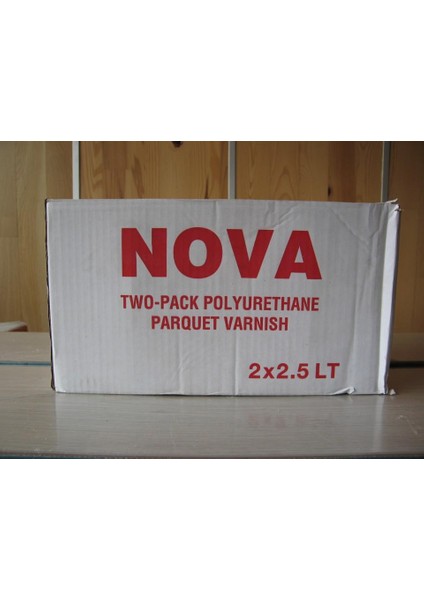 NOVA
TWO-PACK POLYURETHANE
PARQUET VARNISH
2x2.5 LT